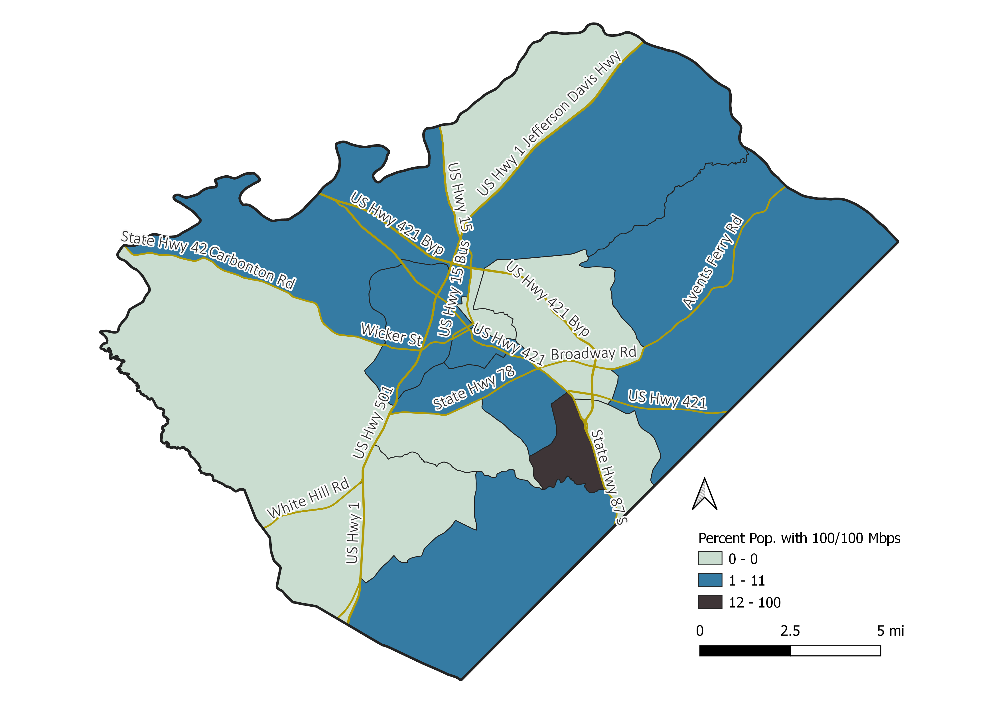 US Hwy 1 Jefferson Davis Hwy
US Hwy 15
US Hwy 421 Byp
State Hwy 42
Carbonton Rd
US Hwy 15 Bus
US Hwy 421 Byp
Avents Ferry Rd
Wicker St
US Hwy 421
Broadway Rd
State Hwy 78
US Hwy 501
US Hwy 421
State Hwy 87 S
White Hill Rd
US Hwy 1
Percent Pop. with 100/100 Mbps
0 - 0
1 - 11
12 - 100
0 2.5 5 mi